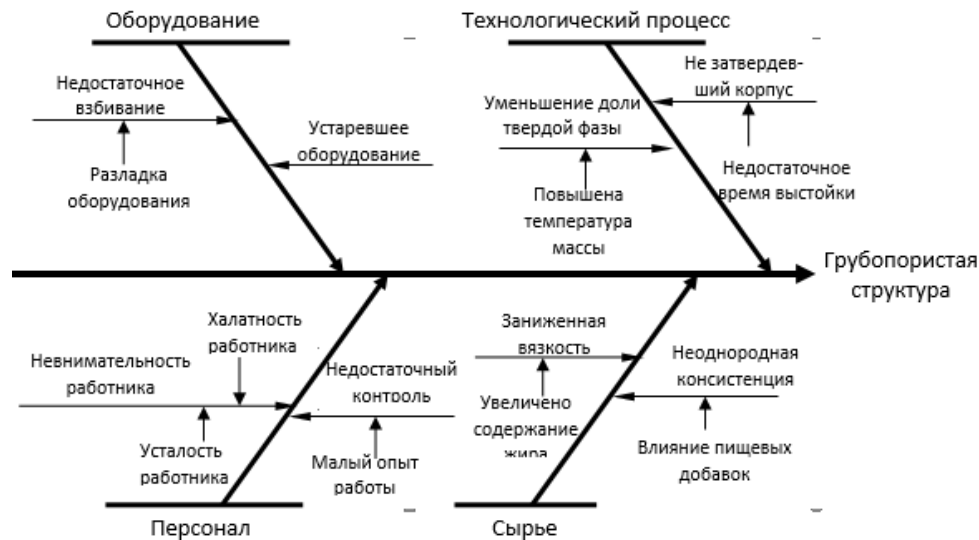 Оборудование
Технологический процесс
Недостаточное
взбивание
Устаревшее
оборудование
Разладка
оборудования
Не затвердев-
ший корпус
Уменьшение доли
твердой фазы
Недостаточное
время выстойки
Повышена
температура
массы
Грубопористая
структура
Халатность
работника
Невнимательность
работника
Недостаточный
контроль
Усталость
работника
Малый опыт
работы
Заниженная
вязкость
Неоднородная
консистенция
Увеличено
содержание
жира
Влияние пищевых
добавок
Персонал
Сырье